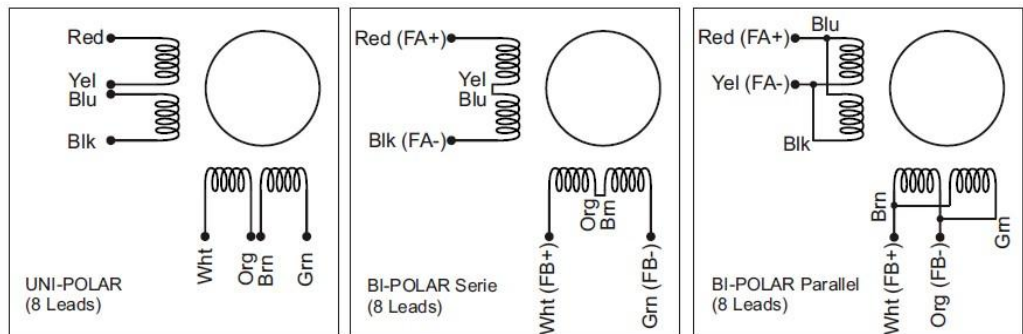 Red
Yel
Blu
Blk
Wht
Org
Brn
Grn
UNI-POLAR
(8 Leads)
Red (FA+)
Yel
Blu
Blk (FA-)
Org
Brn
Wht (FB+)
Grn (FB-)
BI-POLAR Serie
(8 Leads)
Blu
Red (FA+)
Yel (FA-)
Blk
Brn
Grn
Wht (FB+)
Org (FB-)
BI-POLAR Parallel
(8 Leads)